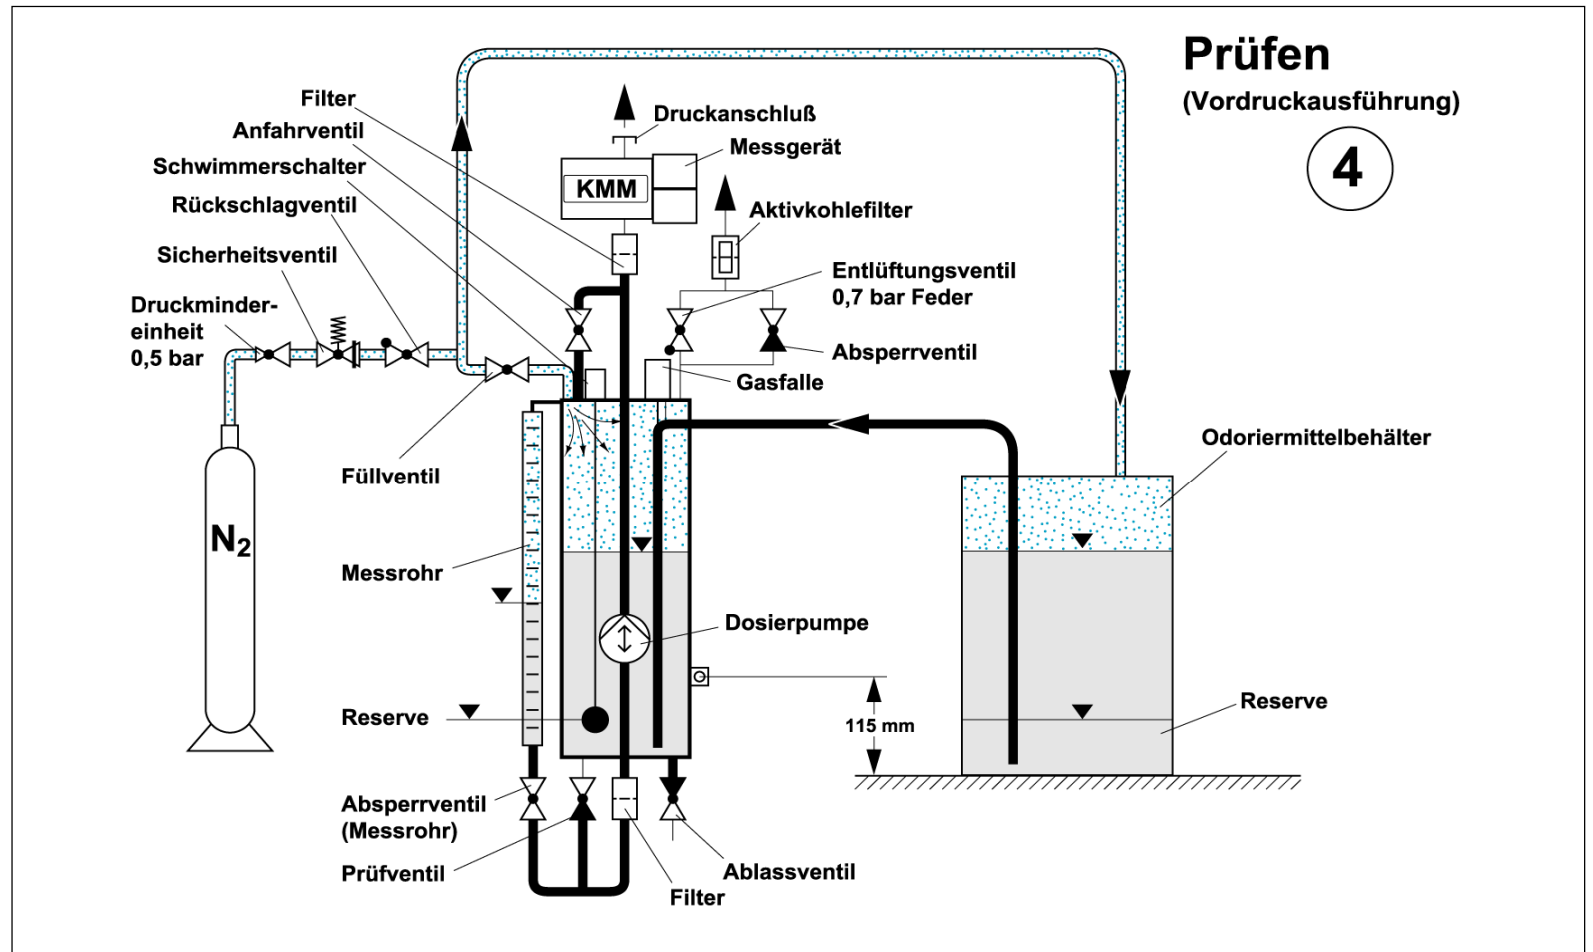 Prüfen
(Vordruckausführung)
4
Filter
Anfahrventil
Schwimmerschalter
Rückschlagventil
Sicherheitsventil
Druckminder-
einheit
0,5 bar
Druckanschluß
Messgerät
KMM
Aktivkohlefilter
Entlüftungsventil
0,7 bar Feder
Absperrventil
Gasfalle
Füllventil
Odoriermittelbehälter
N2
Messrohr
Dosierpumpe
Reserve
115 mm
Reserve
Absperrventil
(Messrohr)
Prüfventil
Filter
Ablassventil